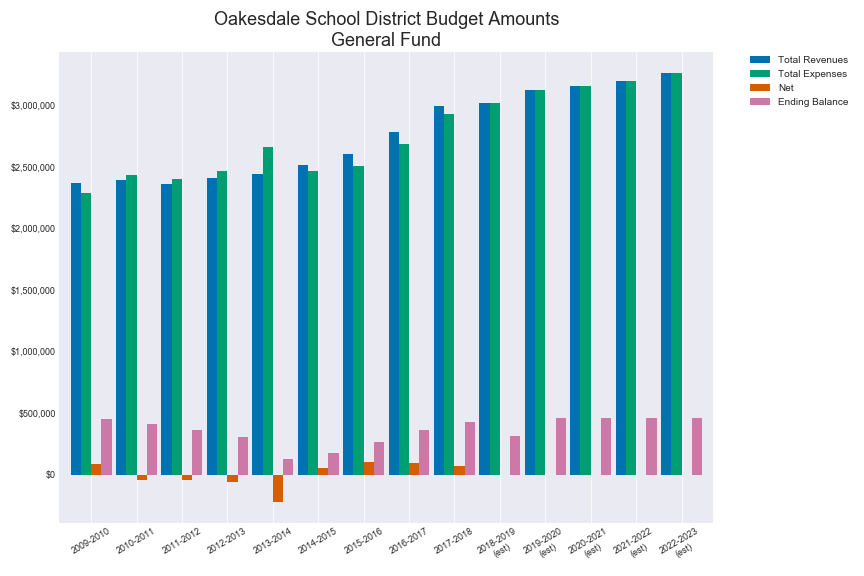 Oakesdale School District Budget Amounts
General Fund
Total Revenues
Total Expenses
Net
Ending Balance
$3,000,000
$2,500,000
$2,000,000
$1,500,000
$1,000,000
$500,000
$0
2009-2010
2010-2011
2011-2012
2012-2013
2013-2014
2014-2015
2015-2016
2016-2017
2017-2018
2018-2019
(est)
2019-2020
(est)
2020-2021
(est)
2021-2022
(est)
2022-2023
(est)